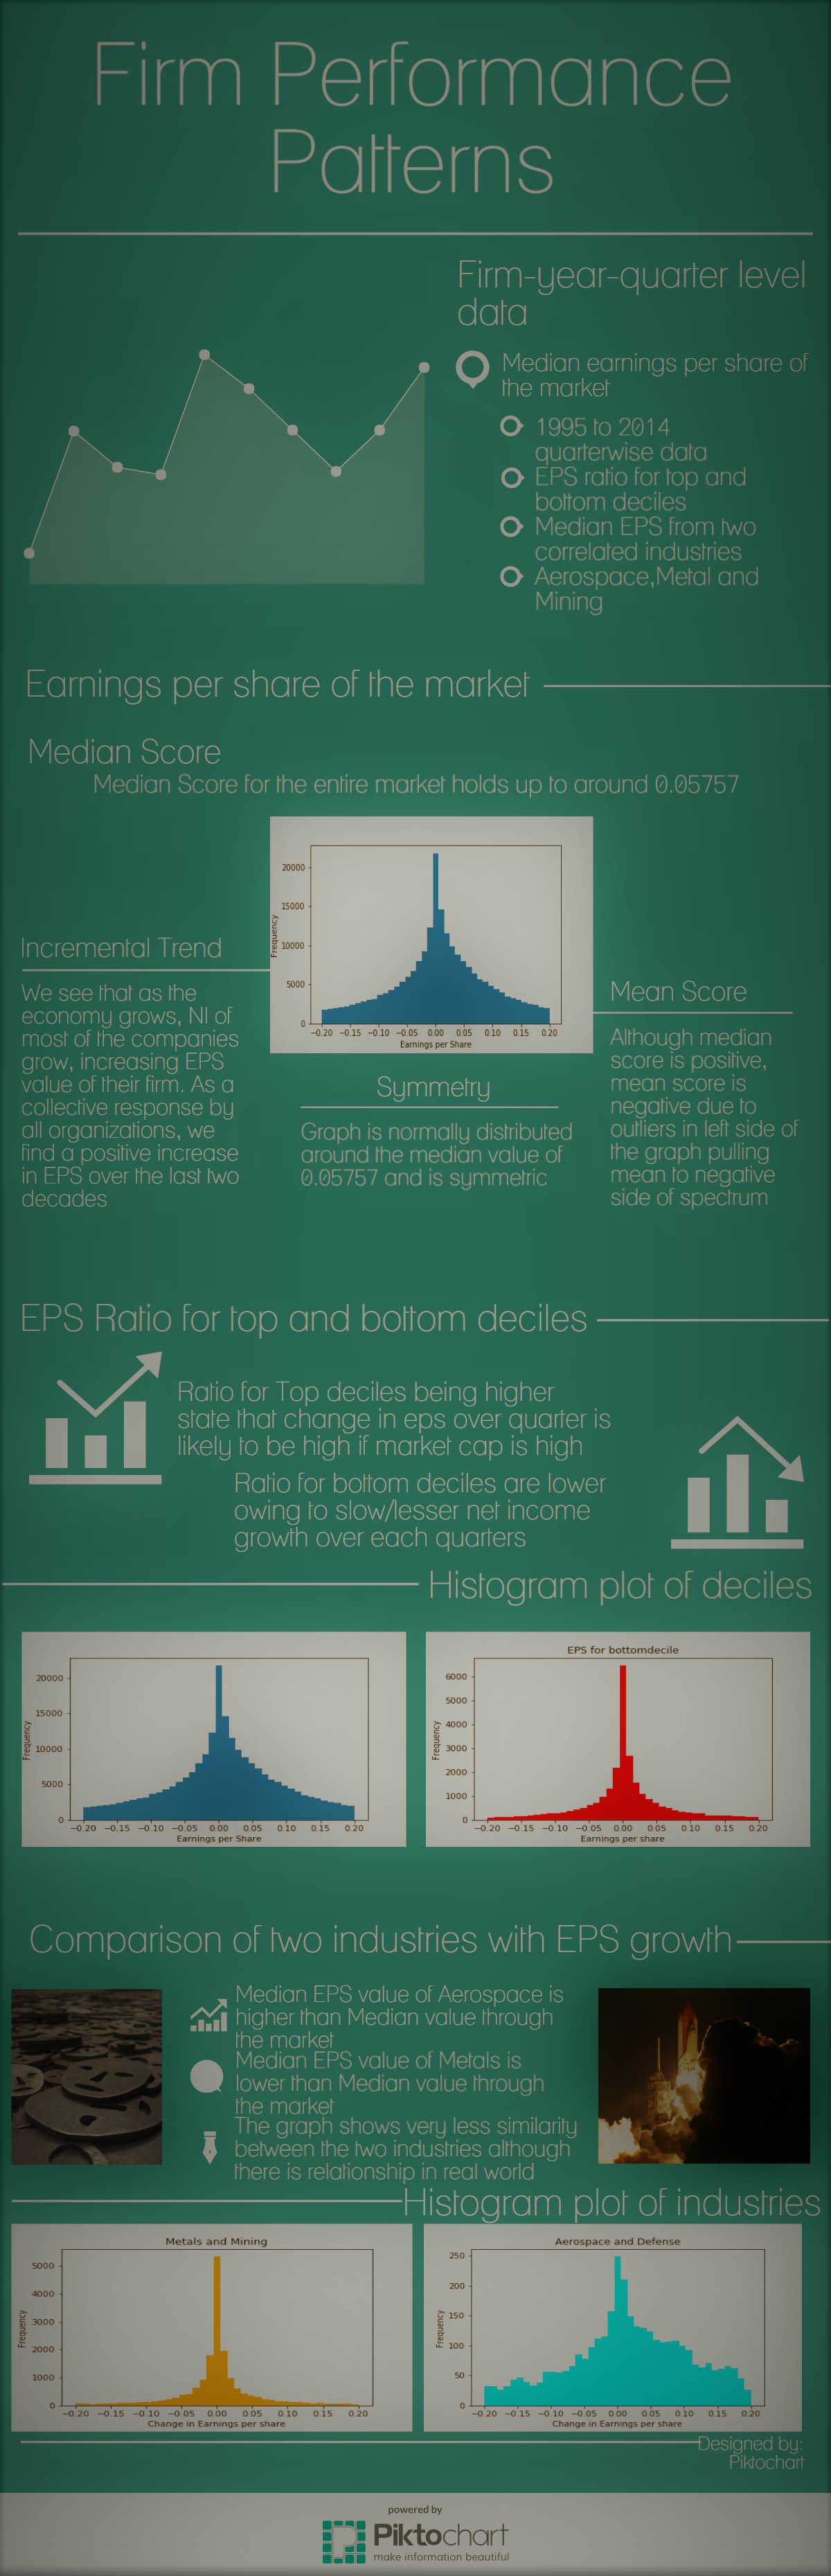 Firm Performance
Patterns
Firm-year-quarter level
data
Median earnings per share of
the market
1995 to 2014
quarterwise data
EPS ratio for top and
bottom deciles
Median EPS from two
correlated industries
Aerospace,Metal and
Mining
Earnings per share of the market
Median Score
Median Score for the entire market holds up to around 0.05757
20000
15000
10000
5000
0
Frequency
−0.20 −0.15 −0.10 −0.05 0.00 0.05 0.10 0.15 0.20
Earnings per Share
Incremental Trend
We see that as the
economy grows, NI of
most of the companies
grow, increasing EPS
value of their firm. As a
collective response by
all organizations, we
find a positive increase
in EPS over the last two
decades
Symmetry
Graph is normally distributed
around the median value of
0.05757 and is symmetric
Mean Score
Although median
score is positive,
mean score is
negative due to
outliers in left side of
the graph pulling
mean to negative
side of spectrum
EPS Ratio for top and bottom deciles
Ratio for Top deciles being higher
state that change in eps over quarter is
likely to be high if market cap is high
Ratio for bottom deciles are lower
owing to slow/lesser net income
growth over each quarters
Histogram plot of deciles
20000
15000
10000
5000
0
Frequency
−0.20 −0.15 −0.10 −0.05 0.00 0.05 0.10 0.15 0.20
Earnings per Share
EPS for bottomdecile
6000
5000
4000
3000
2000
1000
0
Frequency
−0.20 −0.15 −0.10 −0.05 0.00 0.05 0.10 0.15 0.20
Earnings per share
Comparison of two industries with EPS growth
Median EPS value of Aerospace is
higher than Median value through
the market
Median EPS value of Metals is
lower than Median value through
the market
The graph shows very less similarity
between the two industries although
there is relationship in real world
Histogram plot of industries
Metals and Mining
5000
4000
3000
2000
1000
0
Frequency
−0.20 −0.15 −0.10 −0.05 0.00 0.05 0.10 0.15 0.20
Change in Earnings per share
Aerospace and Defense
250
200
150
100
50
0
Frequency
−0.20 −0.15 −0.10 −0.05 0.00 0.05 0.10 0.15 0.20
Change in Earnings per share
Designed by:
Piktochart
powered by
Piktochart
make information beautiful